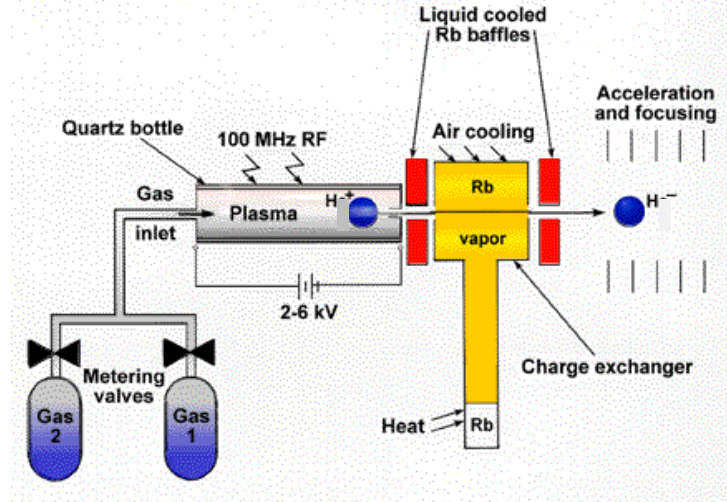 Liquid cooled
Rb baffles
Acceleration
and focusing
Quartz bottle
100 MHz RF
Air cooling
Gas
inlet
Plasma
H+
Rb
vapor
H−
2-6 kV
Charge exchanger
Metering
valves
Gas
2
Gas
1
Heat
Rb